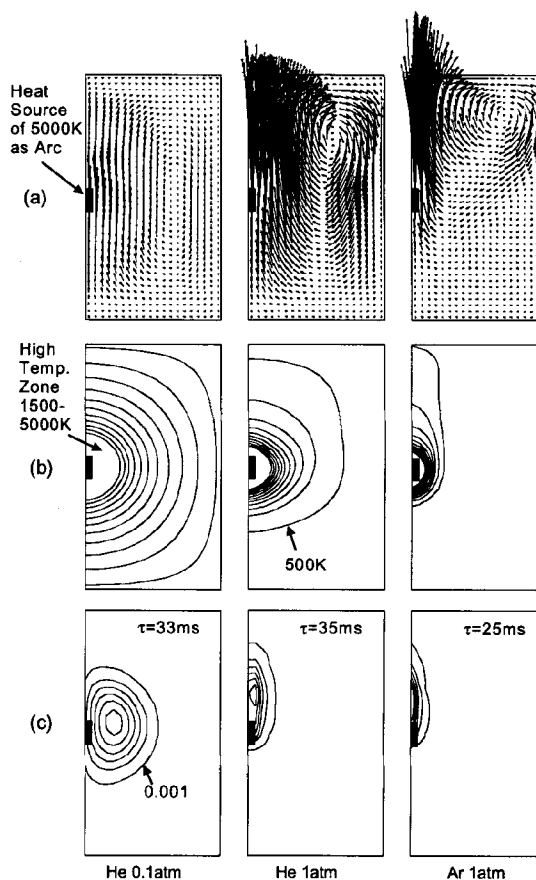 Heat
Source
of 5000K
as Arc
(a)
High
Temp.
Zone
1500-
5000K
(b)
500K
τ=33ms
τ=35ms
τ=25ms
(c)
0.001
He 0.1atm
He 1atm
Ar 1atm